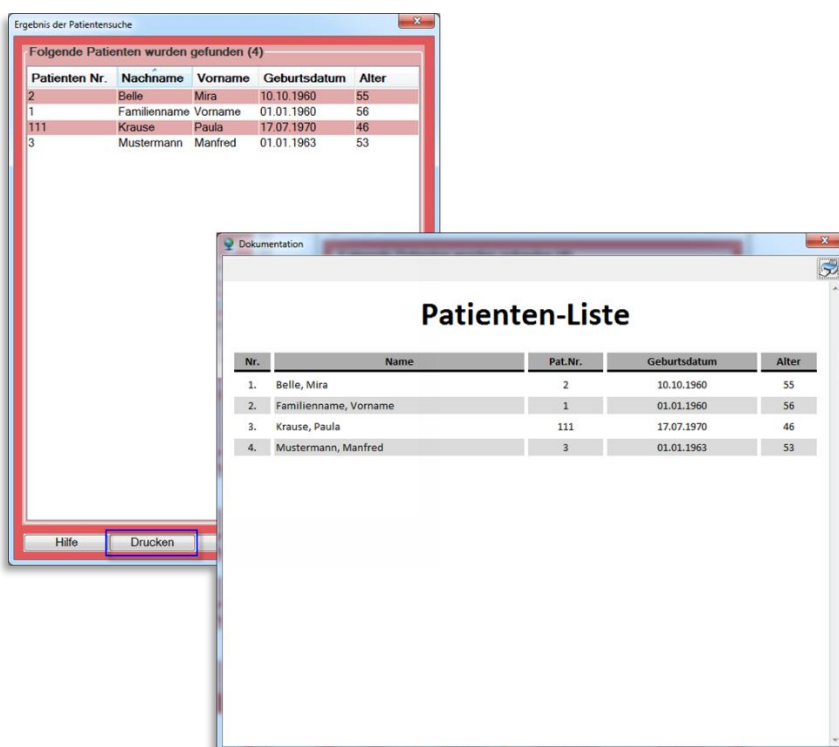 Ergebnis der Patientensuche
Folgende Patienten wurden gefunden (4)
Patienten Nr. Nachname Vorname Geburtsdatum Alter
2 Belle Mira 10.10.1960 55
1 Familienname Vorname 01.01.1960 56
111 Krause Paula 17.07.1970 46
3 Mustermann Manfred 01.01.1963 53
Hilfe Drucken
Dokumentation
Patienten-Liste
Nr. Name Pat.Nr. Geburtsdatum Alter
1. Belle, Mira 2 10.10.1960 55
2. Familienname, Vorname 1 01.01.1960 56
3. Krause, Paula 111 17.07.1970 46
4. Mustermann, Manfred 3 01.01.1963 53